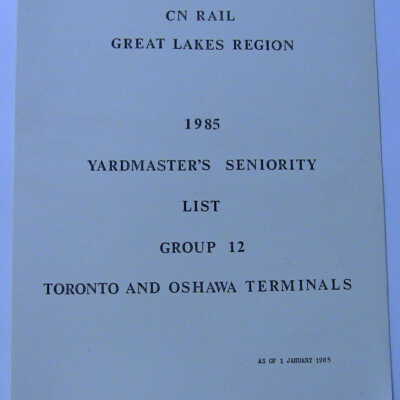 CN RAIL
GREAT LAKES REGION
1985
YARDMASTER'S SENIORITY
LIST
GROUP 12
TORONTO AND OSHAWA TERMINALS
AS OF 1 JANUARY 1985